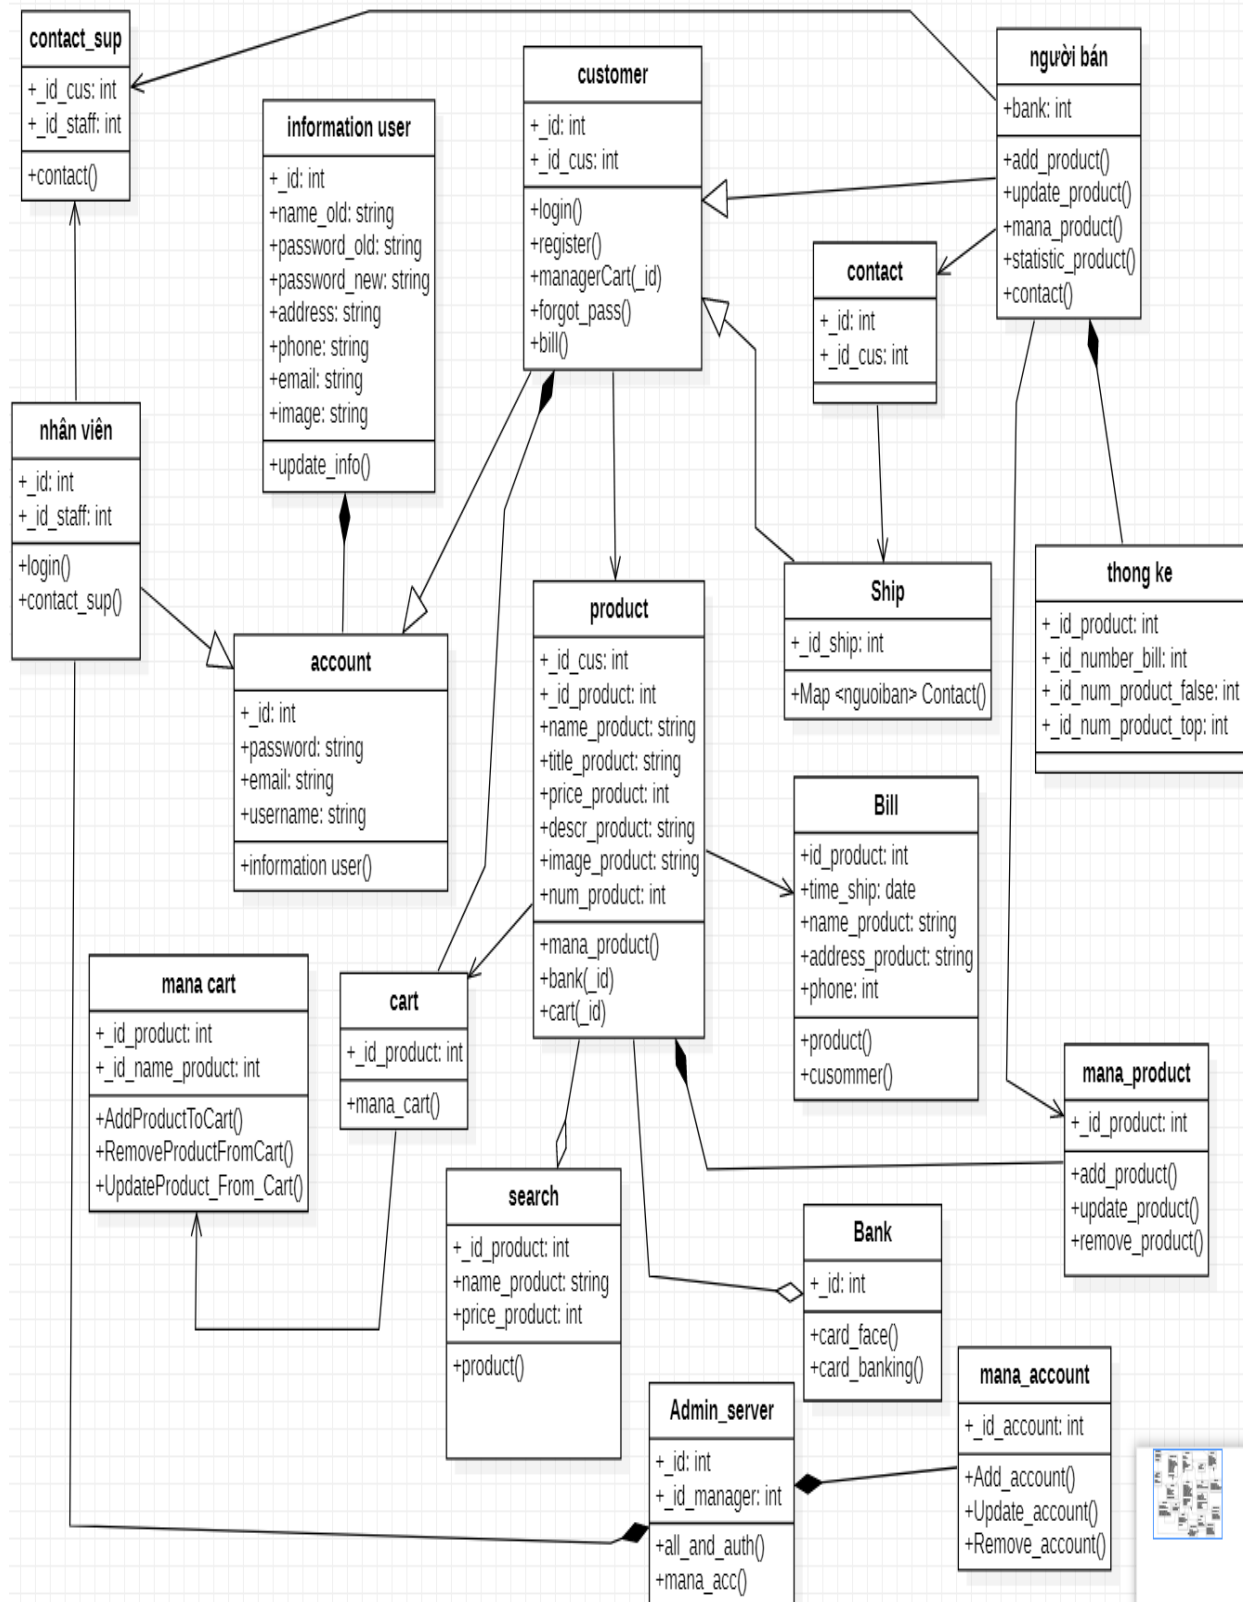 contact_sup
+_id_cus: int
+_id_staff: int
+contact()
information user
+_id: int
+name_old: string
+password_old: string
+password_new: string
+address: string
+phone: string
+email: string
+image: string
+update_info()
customer
+_id: int
+_id_cus: int
+login()
+register()
+managerCart(_id)
+forgot_pass()
+bill()
người bán
+bank: int
+add_product()
+update_product()
+mana_product()
+statistic_product()
+contact()
contact
+_id: int
+_id_cus: int
nhân viên
+_id: int
+_id_staff: int
+login()
+contact_sup()
account
+_id: int
+password: string
+email: string
+username: string
+information user()
product
+_id_cus: int
+_id_product: int
+name_product: string
+title_product: string
+price_product: int
+descr_product: string
+image_product: string
+num_product: int
+mana_product()
+bank(_id)
+cart(_id)
Ship
+_id_ship: int
+Map <nguoiban> Contact()
thong ke
+_id_product: int
+_id_number_bill: int
+_id_num_product_false: int
+_id_num_product_top: int
Bill
+id_product: int
+time_ship: date
+name_product: string
+address_product: string
+phone: int
+product()
+cusommer()
mana cart
+_id_product: int
+_id_name_product: int
+AddProductToCart()
+RemoveProductFromCart()
+UpdateProduct_From_Cart()
cart
+_id_product: int
+mana_cart()
mana_product
+_id_product: int
+add_product()
+update_product()
+remove_product()
search
+_id_product: int
+name_product: string
+price_product: int
+product()
Bank
+_id: int
+card_face()
+card_banking()
Admin_server
+_id: int
+_id_manager: int
+all_and_auth()
+mana_acc()
mana_account
+_id_account: int
+Add_account()
+Update_account()
+Remove_account()